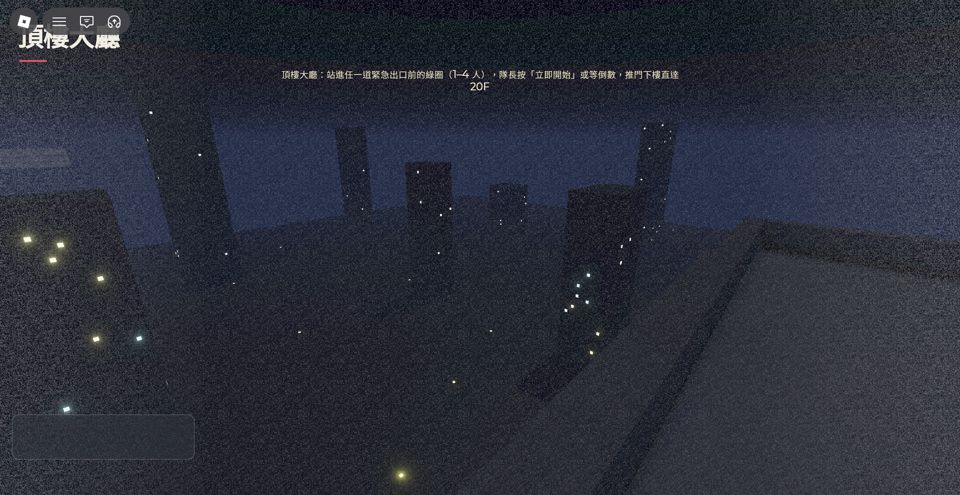 頂樓大廳
頂樓大廳：站進任一道緊急出口前的綠圈（1–4 人），隊長按「立即開始」或等倒數，推門下樓直達
20F